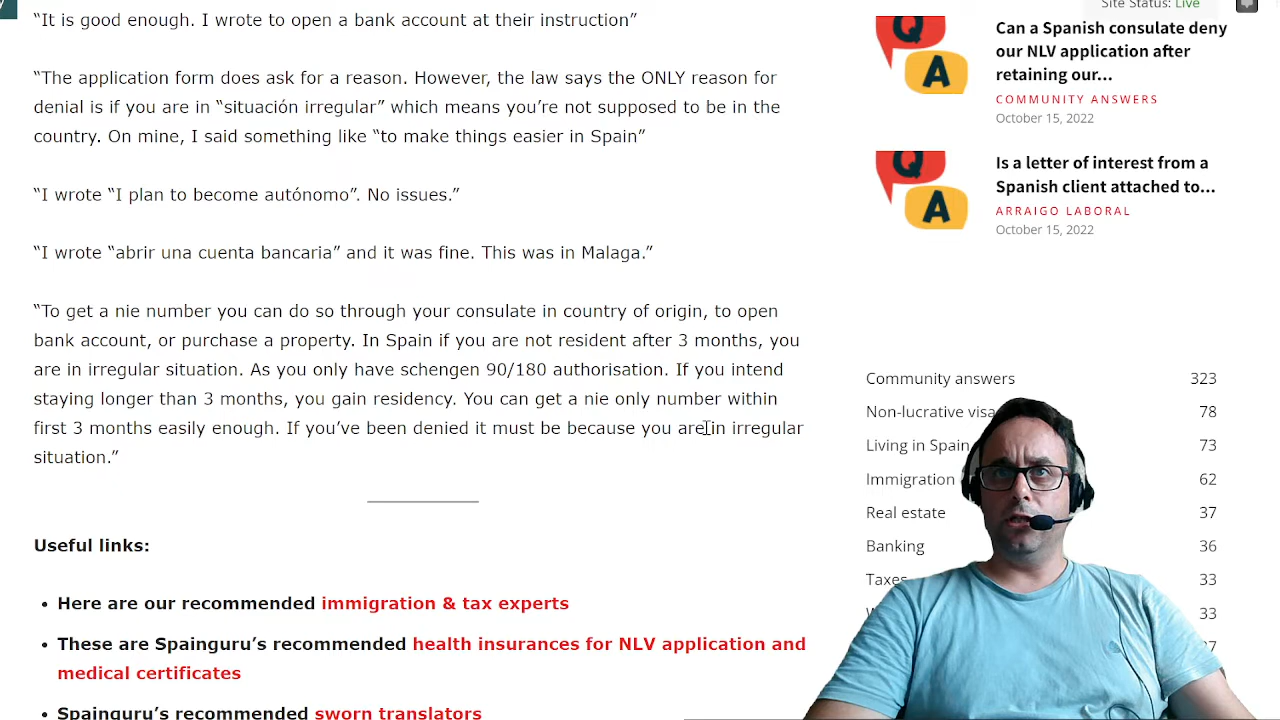 Site Status: Live
“It is good enough. I wrote to open a bank account at their instruction”
“The application form does ask for a reason. However, the law says the ONLY reason for
denial is if you are in “situación irregular” which means you’re not supposed to be in the
country. On mine, I said something like “to make things easier in Spain”
“I wrote “I plan to become autónomo”. No issues.”
“I wrote “abrir una cuenta bancaria” and it was fine. This was in Malaga.”
“To get a nie number you can do so through your consulate in country of origin, to open
bank account, or purchase a property. In Spain if you are not resident after 3 months, you
are in irregular situation. As you only have schengen 90/180 authorisation. If you intend
staying longer than 3 months, you gain residency. You can get a nie only number within
first 3 months easily enough. If you’ve been denied it must be because you are in irregular
situation.”
Useful links:
• Here are our recommended immigration & tax experts
• These are Spainguru’s recommended health insurances for NLV application and
medical certificates
• Spainguru’s recommended sworn translators
Q
A
Can a Spanish consulate deny
our NLV application after
retaining our...
COMMUNITY ANSWERS
October 15, 2022
Q
A
Is a letter of interest from a
Spanish client attached to...
ARRAIGO LABORAL
October 15, 2022
Community answers 323
Non-lucrative visa 78
Living in Spain 73
Immigration 62
Real estate 37
Banking 36
Taxes 33
33